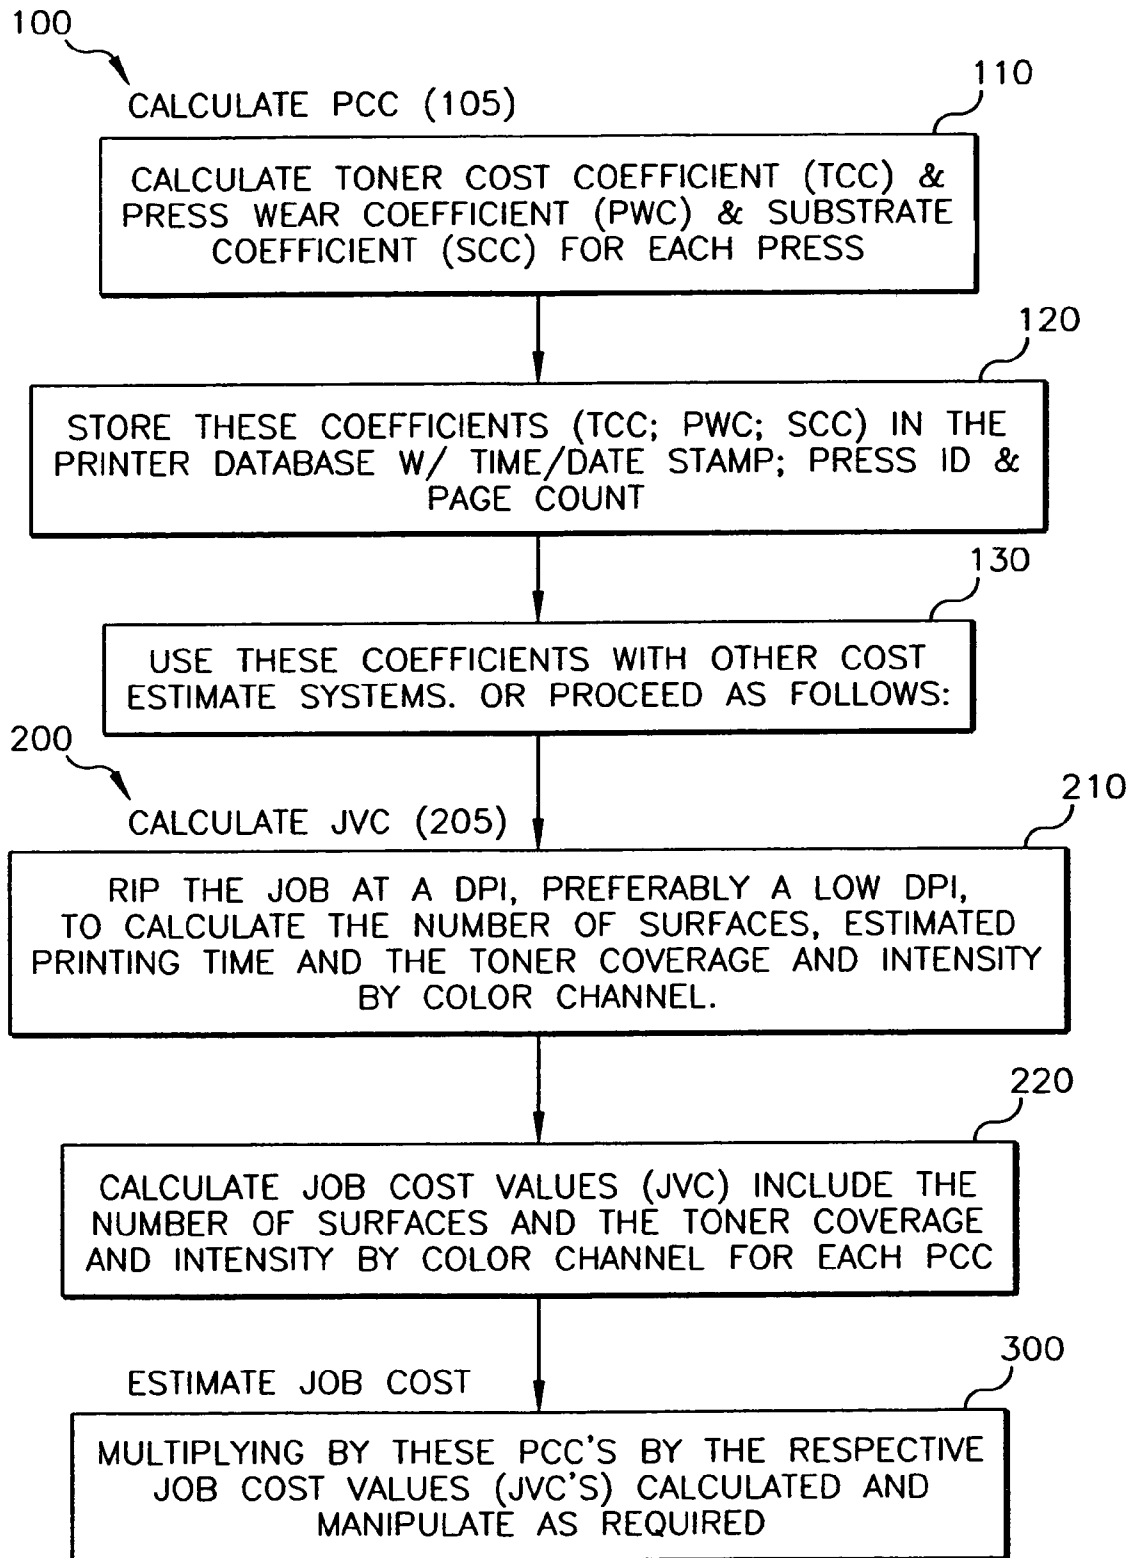 100
CALCULATE PCC (105)
110
CALCULATE TONER COST COEFFICIENT (TCC) &
PRESS WEAR COEFFICIENT (PWC) & SUBSTRATE
COEFFICIENT (SCC) FOR EACH PRESS
120
STORE THESE COEFFICIENTS (TCC; PWC; SCC) IN THE
PRINTER DATABASE W/ TIME/DATE STAMP; PRESS ID &
PAGE COUNT
130
USE THESE COEFFICIENTS WITH OTHER COST
ESTIMATE SYSTEMS. OR PROCEED AS FOLLOWS:
200
CALCULATE JVC (205)
210
RIP THE JOB AT A DPI, PREFERABLY A LOW DPI,
TO CALCULATE THE NUMBER OF SURFACES, ESTIMATED
PRINTING TIME AND THE TONER COVERAGE AND INTENSITY
BY COLOR CHANNEL.
220
CALCULATE JOB COST VALUES (JVC) INCLUDE THE
NUMBER OF SURFACES AND THE TONER COVERAGE
AND INTENSITY BY COLOR CHANNEL FOR EACH PCC
ESTIMATE JOB COST
300
MULTIPLYING BY THESE PCC'S BY THE RESPECTIVE
JOB COST VALUES (JVC'S) CALCULATED AND
MANIPULATE AS REQUIRED